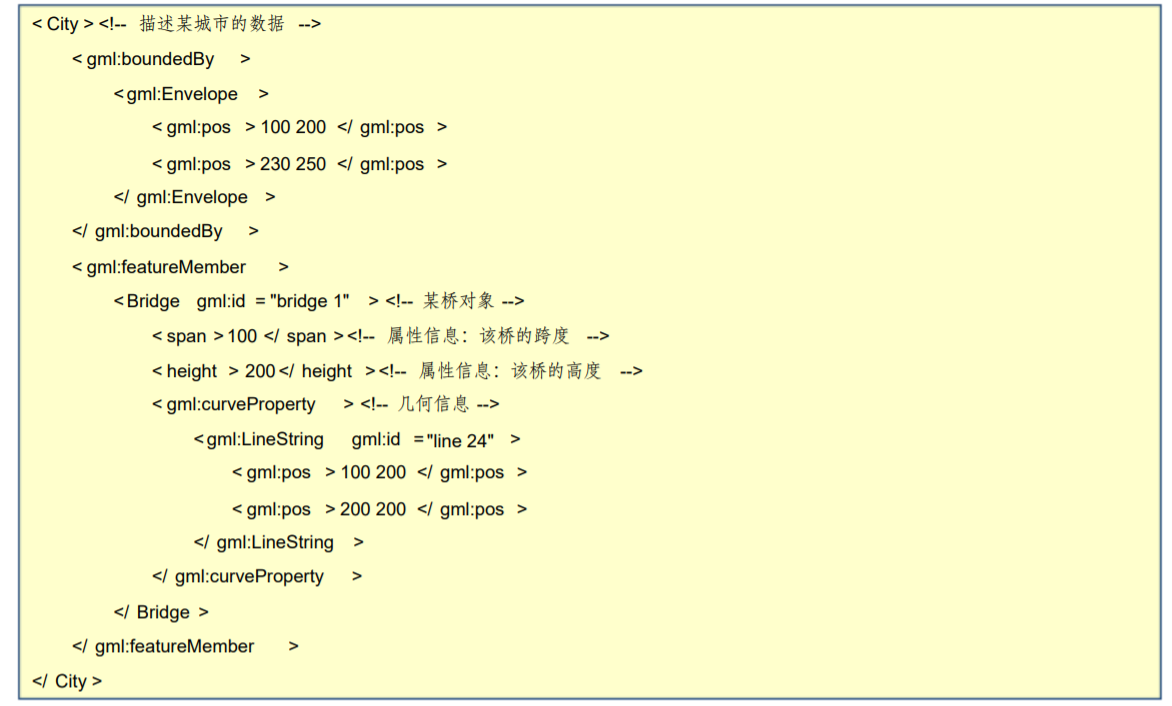 < City > <!-- 描述某城市的数据 -->
< gml:boundedBy >
< gml:Envelope >
< gml:pos > 100 200 </ gml:pos >
< gml:pos > 230 250 </ gml:pos >
</ gml:Envelope >
</ gml:boundedBy >
< gml:featureMember >
< Bridge gml:id = "bridge 1" > <!-- 某桥对象 -->
< span > 100 </ span > <!-- 属性信息：该桥的跨度 -->
< height > 200 </ height > <!-- 属性信息：该桥的高度 -->
< gml:curveProperty > <!-- 几何信息 -->
< gml:LineString gml:id = "line 24" >
< gml:pos > 100 200 </ gml:pos >
< gml:pos > 200 200 </ gml:pos >
</ gml:LineString >
</ gml:curveProperty >
</ Bridge >
</ gml:featureMember >
</ City >